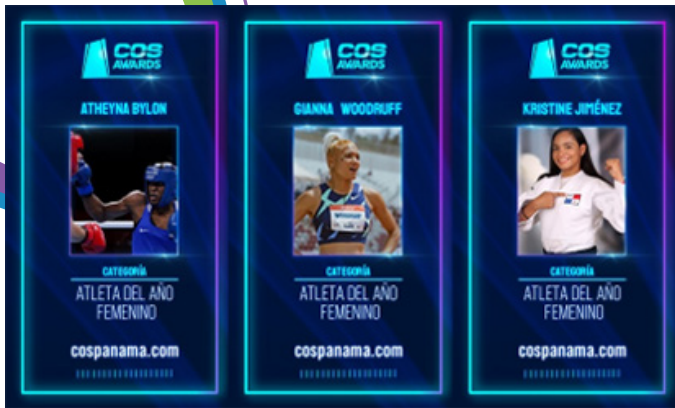 COS
AWARDS
ATHEYNA BYLON
CATEGORÍA
ATLETA DEL AÑO
FEMENINO
cospanama.com
COS
AWARDS
GIANNA WOODRUFF
CATEGORÍA
ATLETA DEL AÑO
FEMENINO
cospanama.com
COS
AWARDS
KRISTINE JIMÉNEZ
CATEGORÍA
ATLETA DEL AÑO
FEMENINO
cospanama.com